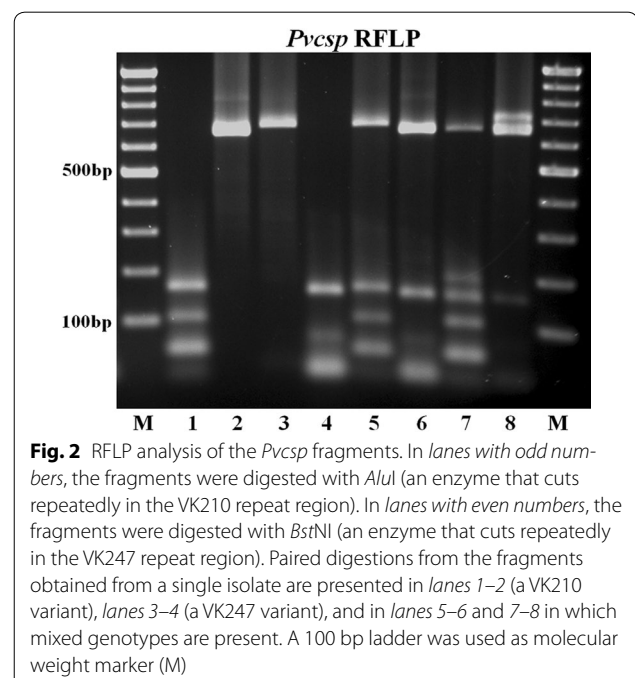 Pvcsp RFLP
500bp
100bp
M 1 2 3 4 5 6 7 8 M
Fig. 2 RFLP analysis of the Pvcsp fragments. In lanes with odd num-
bers, the fragments were digested with AluI (an enzyme that cuts
repeatedly in the VK210 repeat region). In lanes with even numbers, the
fragments were digested with BstNI (an enzyme that cuts repeatedly
in the VK247 repeat region). Paired digestions from the fragments
obtained from a single isolate are presented in lanes 1–2 (a VK210
variant), lanes 3–4 (a VK247 variant), and in lanes 5–6 and 7–8 in which
mixed genotypes are present. A 100 bp ladder was used as molecular
weight marker (M)